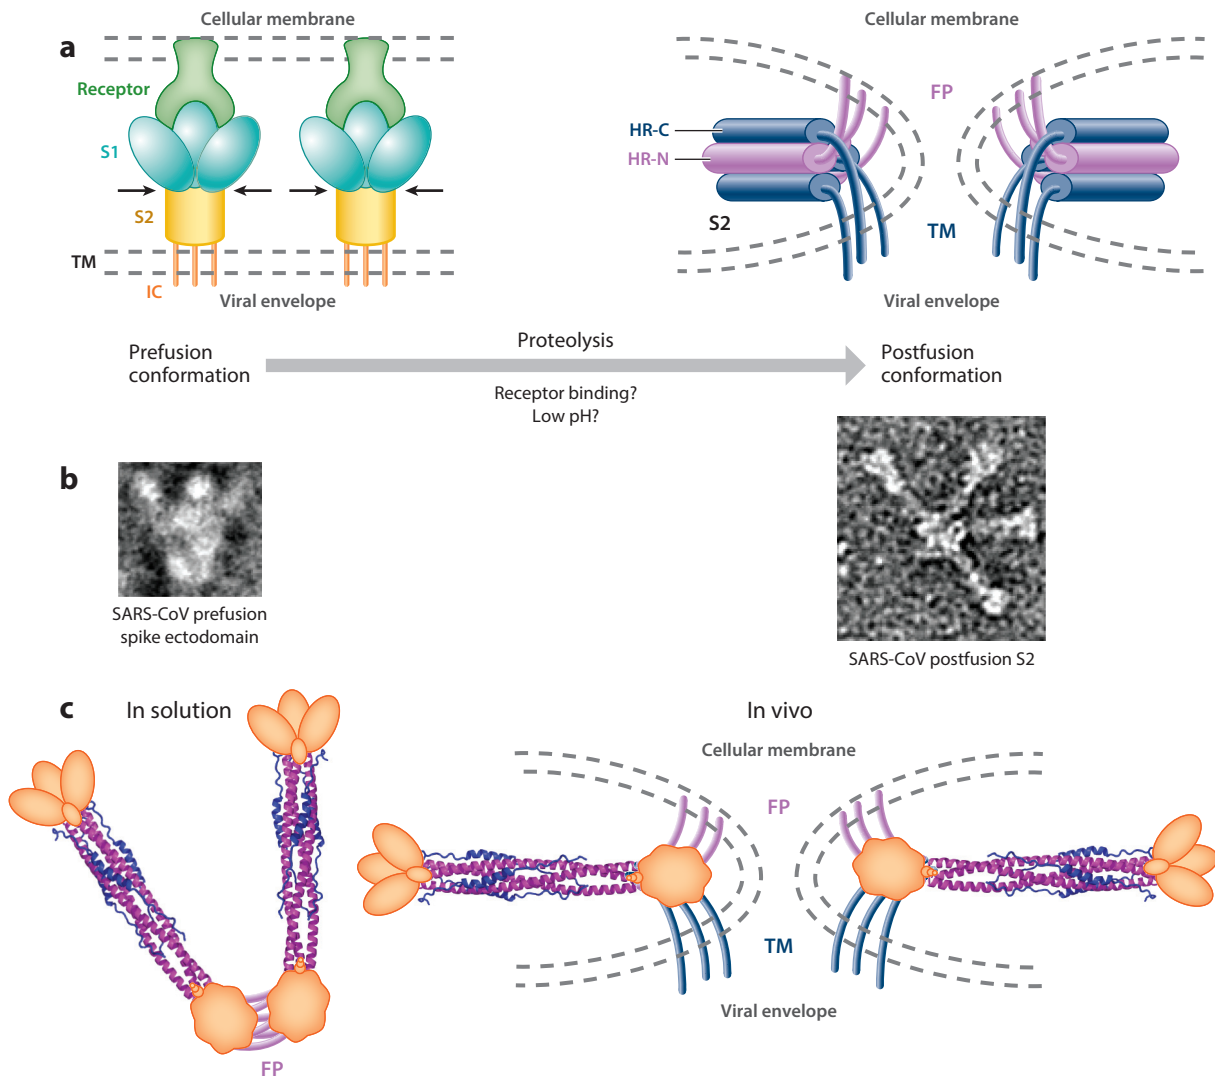 a
Cellular membrane
Receptor
S1
S2
TM
IC
Viral envelope
Cellular membrane
FP
HR-C
HR-N
S2
TM
Viral envelope
Prefusion
conformation
Proteolysis
Receptor binding?
Low pH?
Postfusion
conformation
b
SARS-CoV prefusion
spike ectodomain
SARS-CoV postfusion S2
c
In solution
FP
In vivo
Cellular membrane
FP
TM
Viral envelope